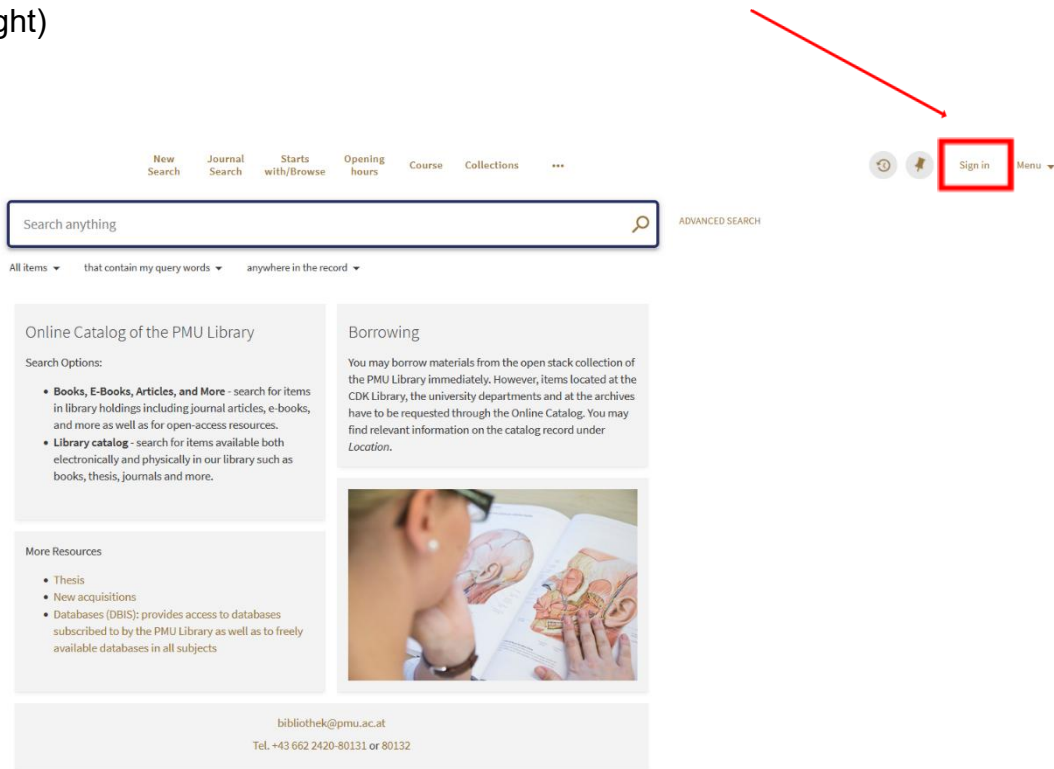 ght)
New Search
Journal Search
Starts with/Browse
Opening hours
Course
Collections
•••
Sign in
Menu
Search anything
ADVANCED SEARCH
All items
that contain my query words
anywhere in the record
Online Catalog of the PMU Library
Search Options:
• Books, E-Books, Articles, and More - search for items
in library holdings including journal articles, e-books,
and more as well as for open-access resources.
• Library catalog - search for items available both
electronically and physically in our library such as
books, thesis, journals and more.
Borrowing
You may borrow materials from the open stack collection of
the PMU Library immediately. However, items located at the
CDK Library, the university departments and at the archives
have to be requested through the Online Catalog. You may
find relevant information on the catalog record under
Location.
More Resources
• Thesis
• New acquisitions
• Databases (DBIS): provides access to databases
subscribed to by the PMU Library as well as to freely
available databases in all subjects
bibliothek@pmu.ac.at
Tel. +43 662 2420-80131 or 80132